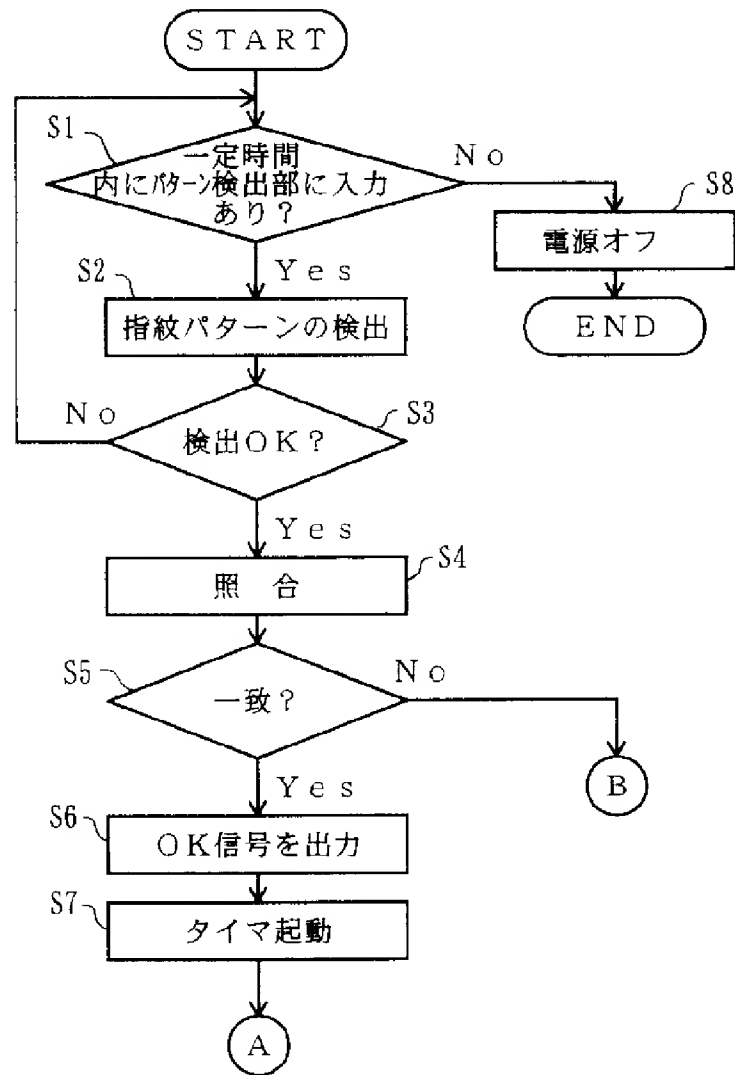 START
S1
一定時間
内にパターン検出部に入力
あり？
No
S8
電源オフ
END
Yes
S2
指紋パターンの検出
No
S3
検出OK？
Yes
S4
照 合
S5
一致？
No
B
Yes
S6
OK信号を出力
S7
タイマ起動
A